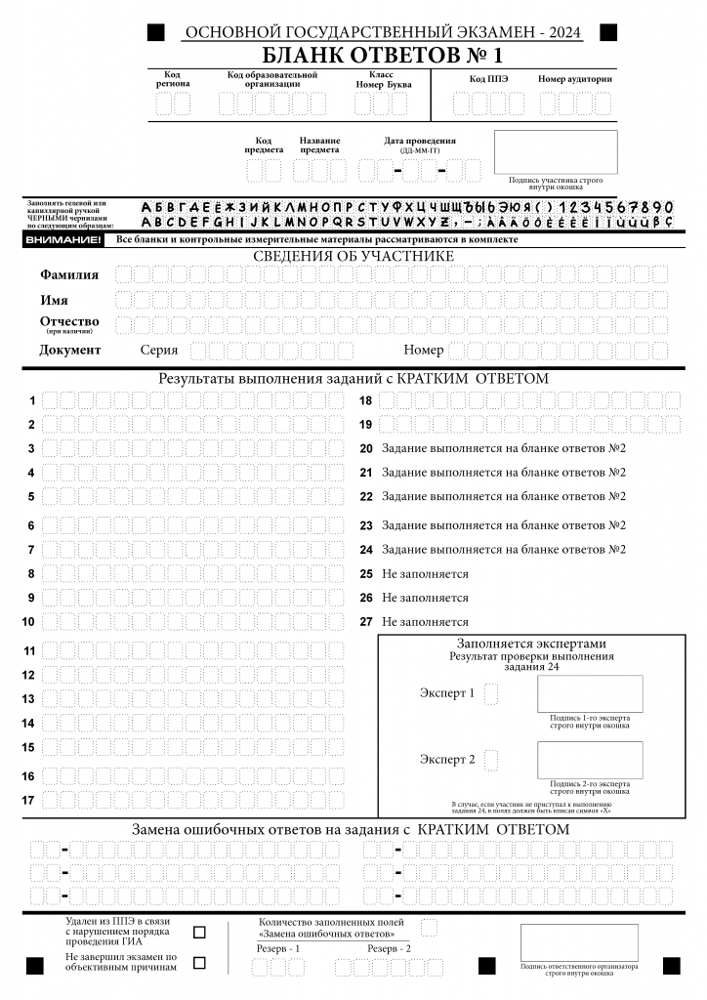 ОСНОВНОЙ ГОСУДАРСТВЕННЫЙ ЭКЗАМЕН - 2024
БЛАНК ОТВЕТОВ № 1
Код региона
Код образовательной организации
Класс
Номер Буква
Код ППЭ
Номер аудитории
Код предмета
Название предмета
Дата проведения
(ДД-ММ-ГГ)
- -
Подпись участника строго
внутри окошка
Заполнять гелевой или
капиллярной ручкой
ЧЕРНЫМИ чернилами
по следующим образцам:
АБВГДЕЁЖЗИЙКЛМНОПРСТУФХЦЧШЩЪЫЬЭЮЯ()1234567890
ABCDEFGHIJKLMNOPQRSTUVWXYZ,-;
ВНИМАНИЕ! Все бланки и контрольные измерительные материалы рассматриваются в комплекте
СВЕДЕНИЯ ОБ УЧАСТНИКЕ
Фамилия
Имя
Отчество
(при наличии)
Документ Серия Номер
Результаты выполнения заданий с КРАТКИМ ОТВЕТОМ
1
2
3
4
5
6
7
8
9
10
11
12
13
14
15
16
17
18
19
20 Задание выполняется на бланке ответов №2
21 Задание выполняется на бланке ответов №2
22 Задание выполняется на бланке ответов №2
23 Задание выполняется на бланке ответов №2
24 Задание выполняется на бланке ответов №2
25 Не заполняется
26 Не заполняется
27 Не заполняется
Заполняется экспертами
Результат проверки выполнения
задания 24
Эксперт 1
Подпись 1-го эксперта
строго внутри окошка
Эксперт 2
Подпись 2-го эксперта
строго внутри окошка
В случае, если участник не приступал к выполнению
задания 24, в полях должен быть вписан символ «X»
Замена ошибочных ответов на задания с КРАТКИМ ОТВЕТОМ
- -
- -
- -
Удален из ППЭ в связи
с нарушением порядка
проведения ГИА
Не завершил экзамен по
объективным причинам
Количество заполненных полей
«Замена ошибочных ответов»
Резерв - 1
Резерв - 2
Подпись ответственного организатора
строго внутри окошка